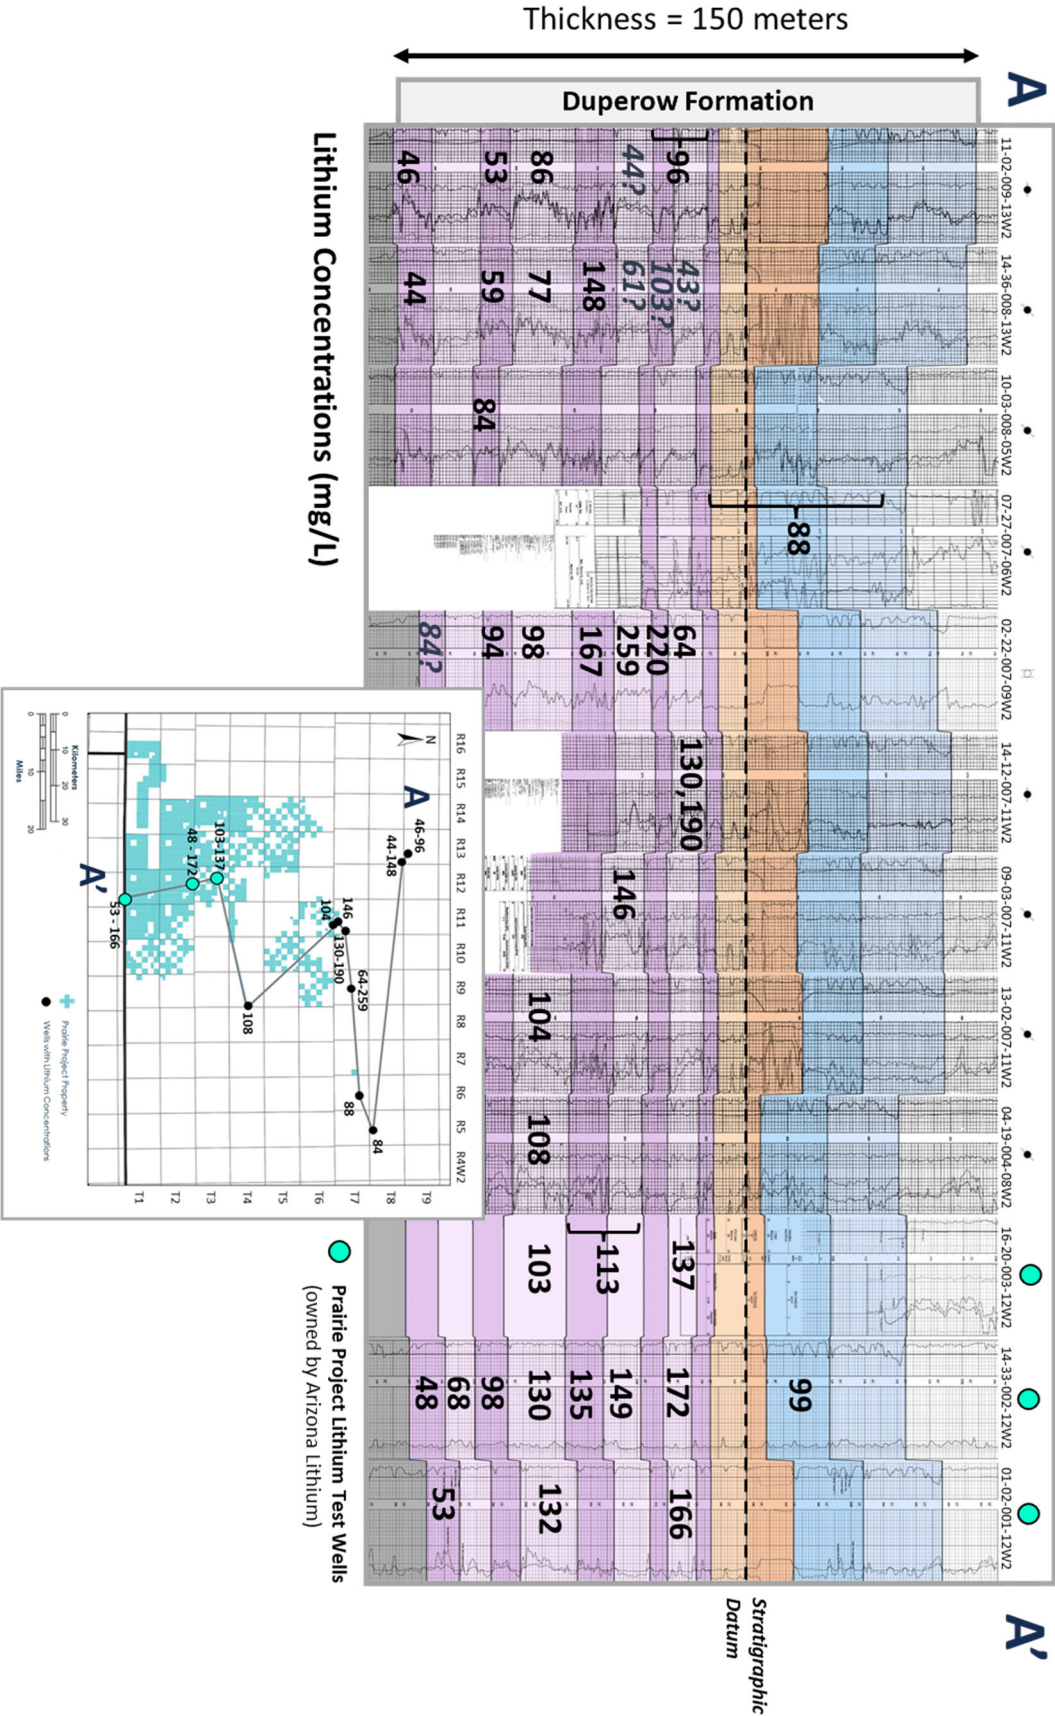 Thickness = 150 meters
A
Duperow Formation
11-02-009-13W2
14-36-008-13W2
10-03-008-05W2
07-27-007-06W2
02-22-007-09W2
14-12-007-11W2
09-03-007-11W2
13-02-007-11W2
04-19-004-08W2
16-20-003-12W2
14-33-002-12W2
01-02-001-12W2
A'
96
44?
86
53
46
43?
103?
61?
148
77
59
44
84
88
64
220
259
167
98
94
84?
130,190
146
104
108
137
113
103
99
172
149
135
130
98
68
48
166
132
53
Stratigraphic
Datum
Lithium Concentrations (mg/L)
R16
R15
R14
R13
R12
R11
R10
R9
R8
R7
R6
R5
R4W2
T9
T8
T7
T6
T5
T4
T3
T2
T1
N
A
46-96
44-148
146
104
130-190
64-259
88
84
108
103-137
48 - 172
53 - 166
A'
Kilometers
0 10 20 30
0 10 20
Miles
Prairie Project Property
Wells with Lithium Concentrations
Prairie Project Lithium Test Wells
(owned by Arizona Lithium)